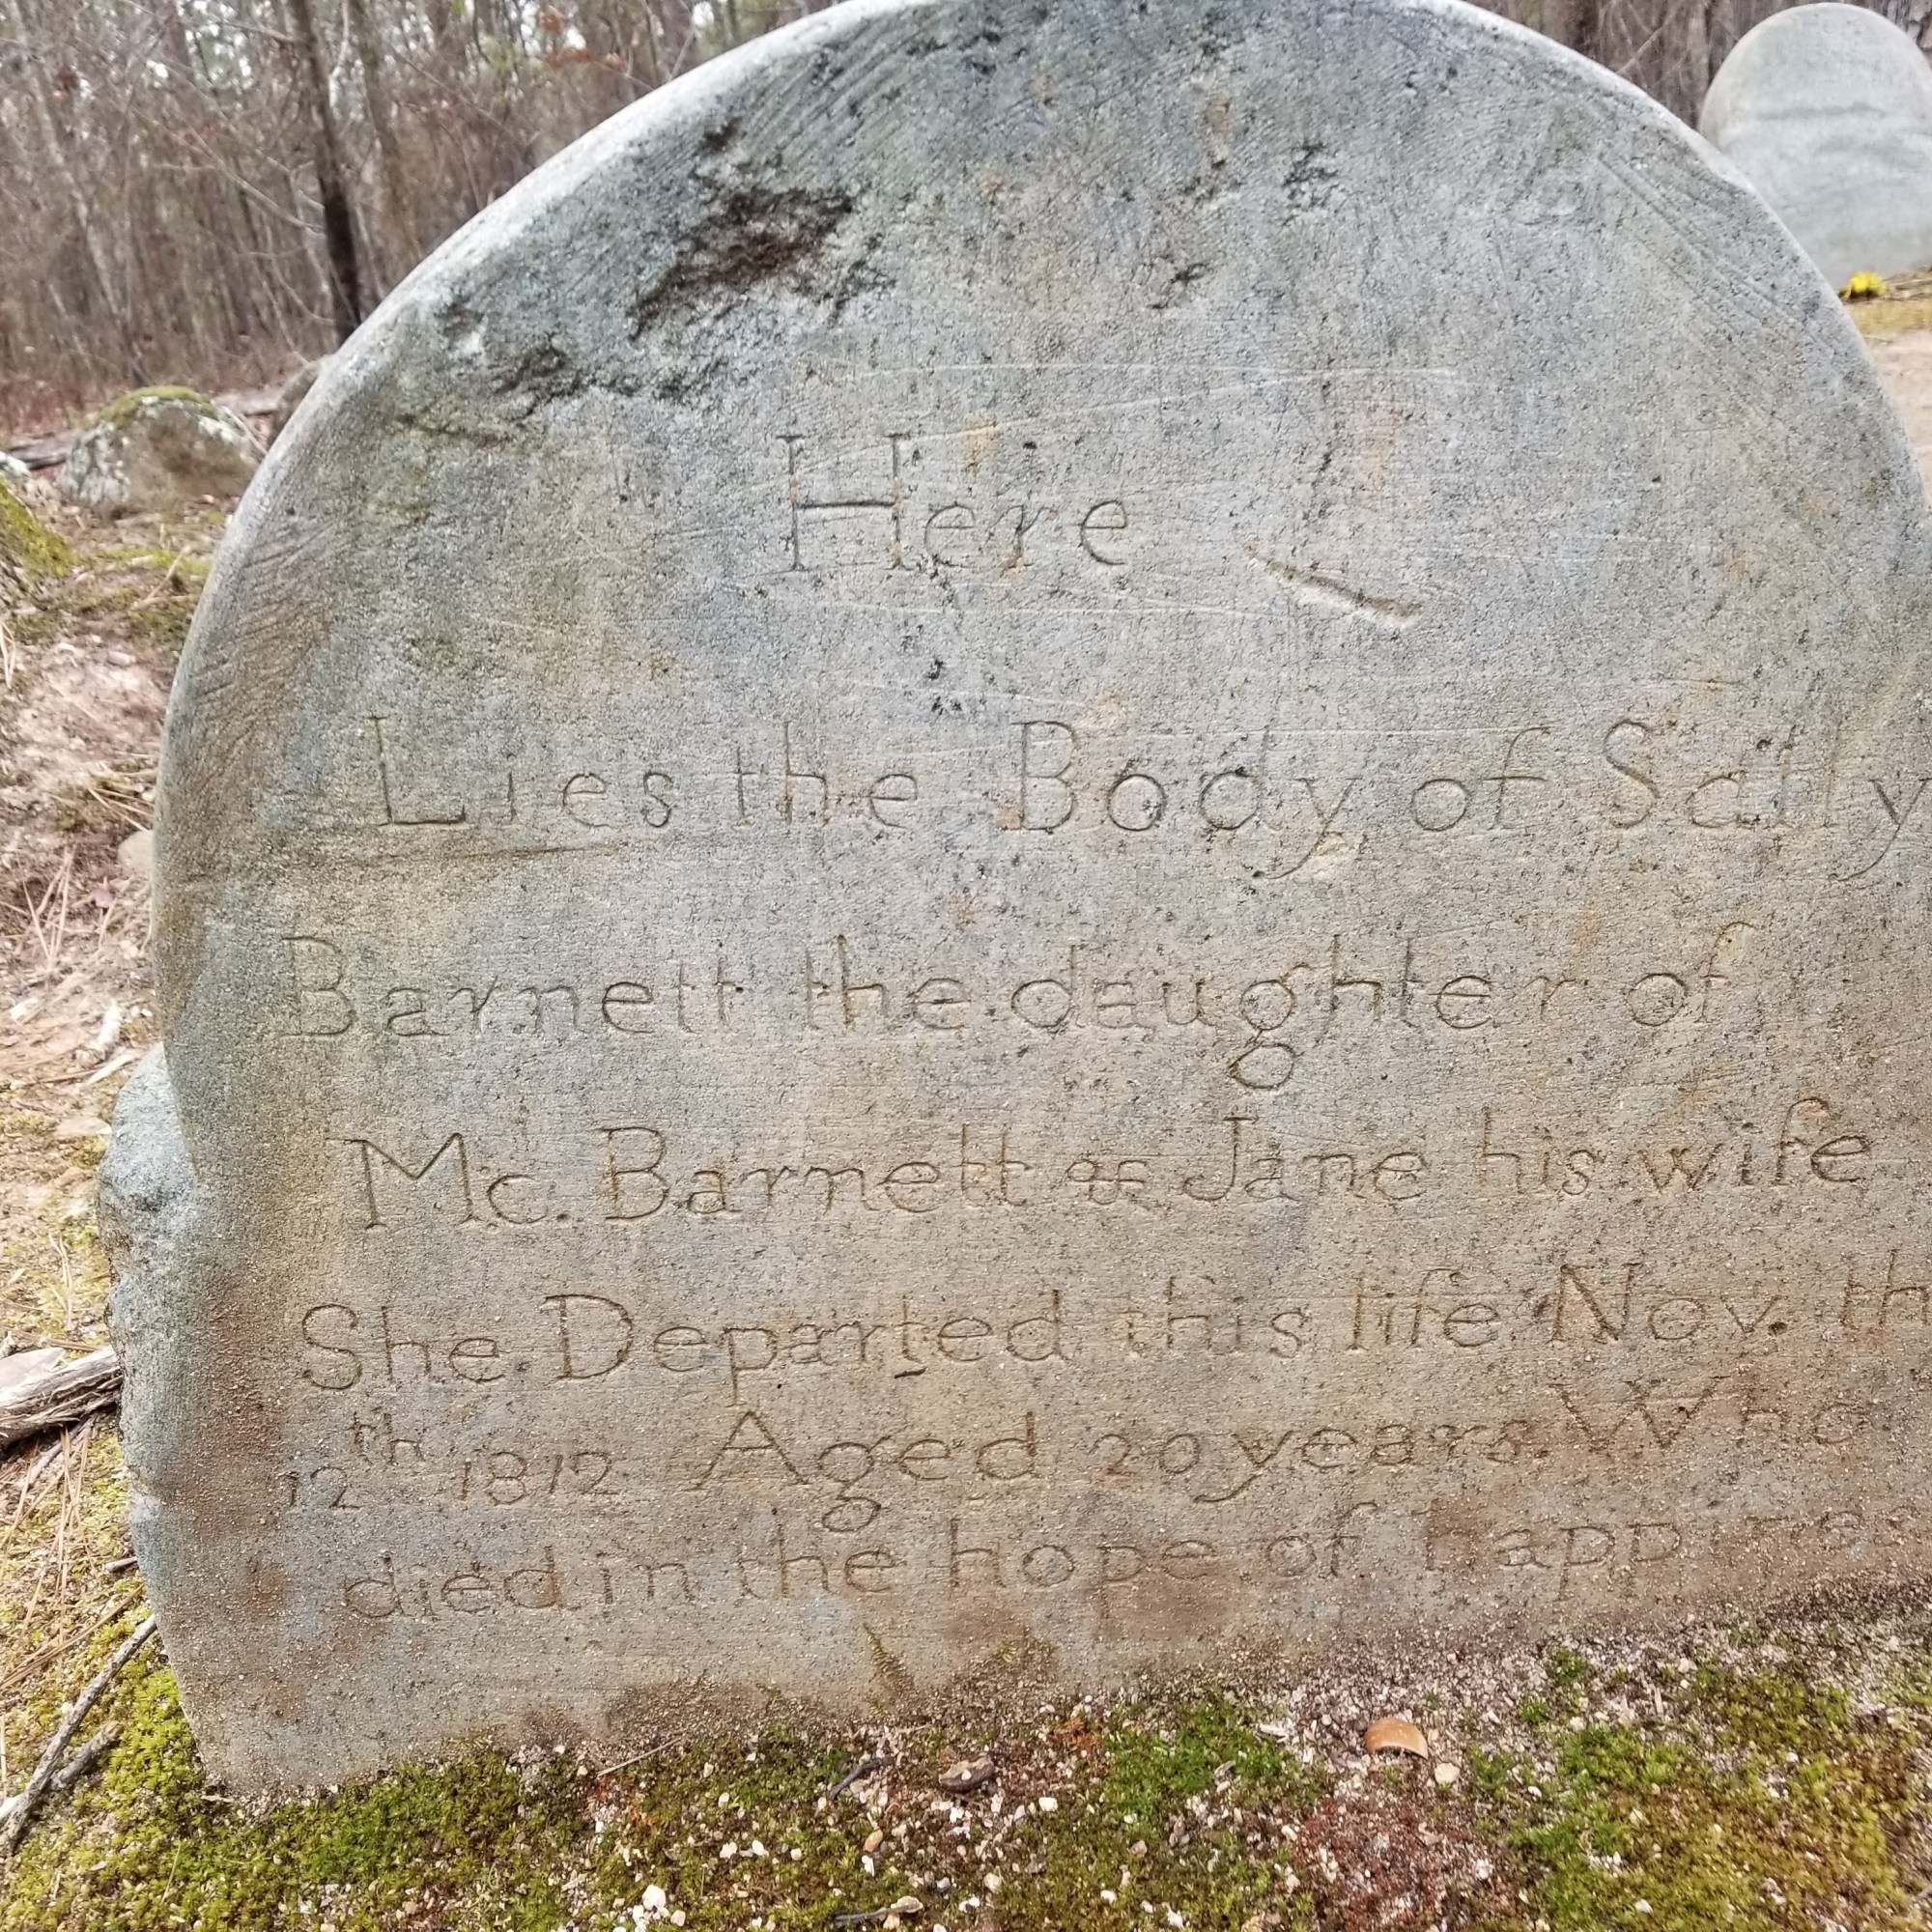 Here
Lies the Body of Sally
Barnett the daughter of
Mc. Barnett & Jane his wife
She Departed this life Nov. th
12th 1812 Aged 20 years. Who
died in the hope of happines